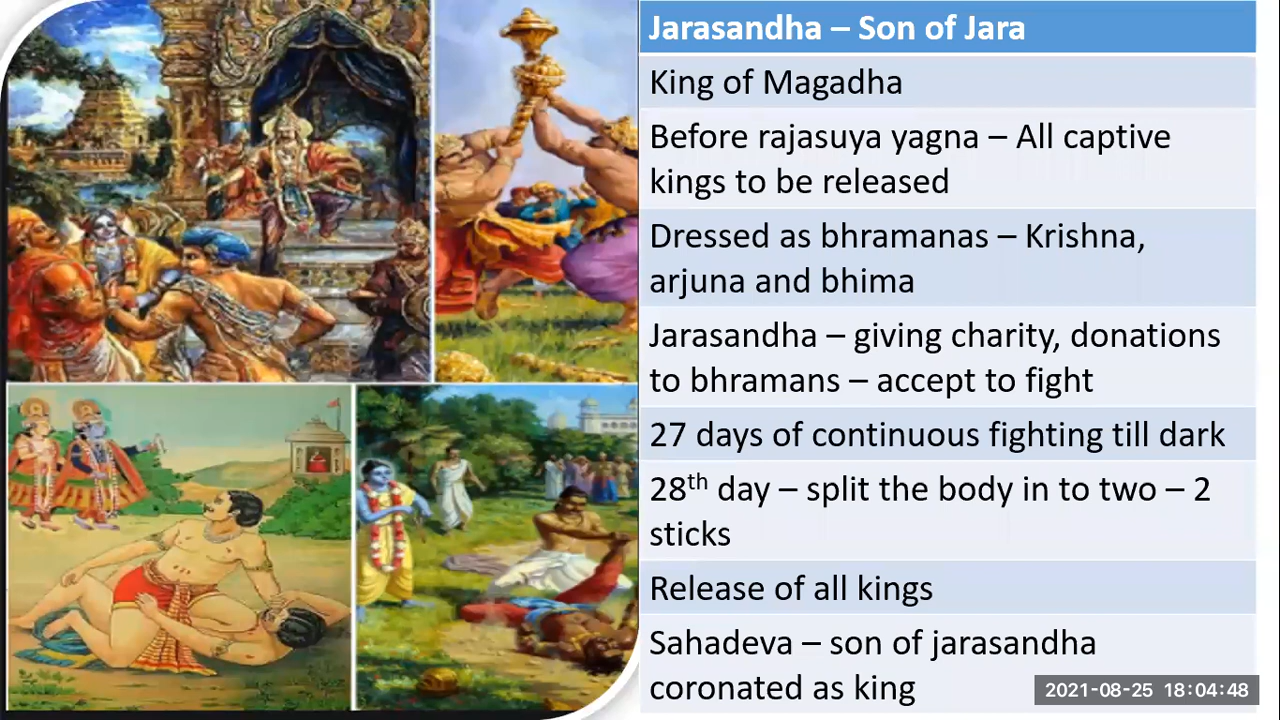 Jarasandha – Son of Jara
King of Magadha
Before rajasuya yagna – All captive
kings to be released
Dressed as bhramanas – Krishna,
arjuna and bhima
Jarasandha – giving charity, donations
to bhramans – accept to fight
27 days of continuous fighting till dark
28th day – split the body in to two – 2
sticks
Release of all kings
Sahadeva – son of jarasandha
coronated as king
2021-08-25 18:04:48